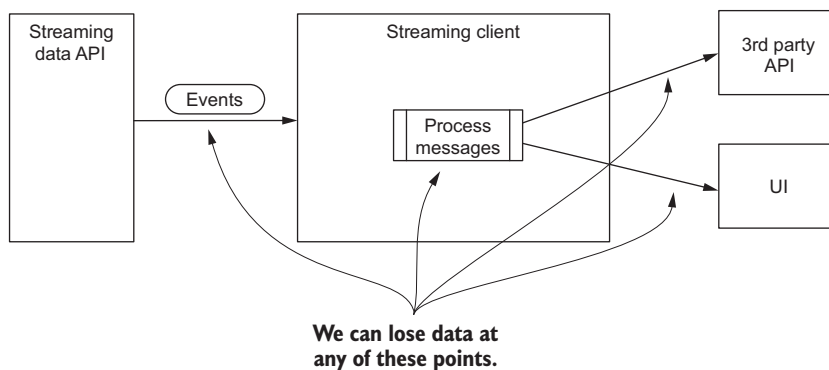 Streaming
data API
Events
Streaming client
Process
messages
3rd party
API
UI
We can lose data at
any of these points.